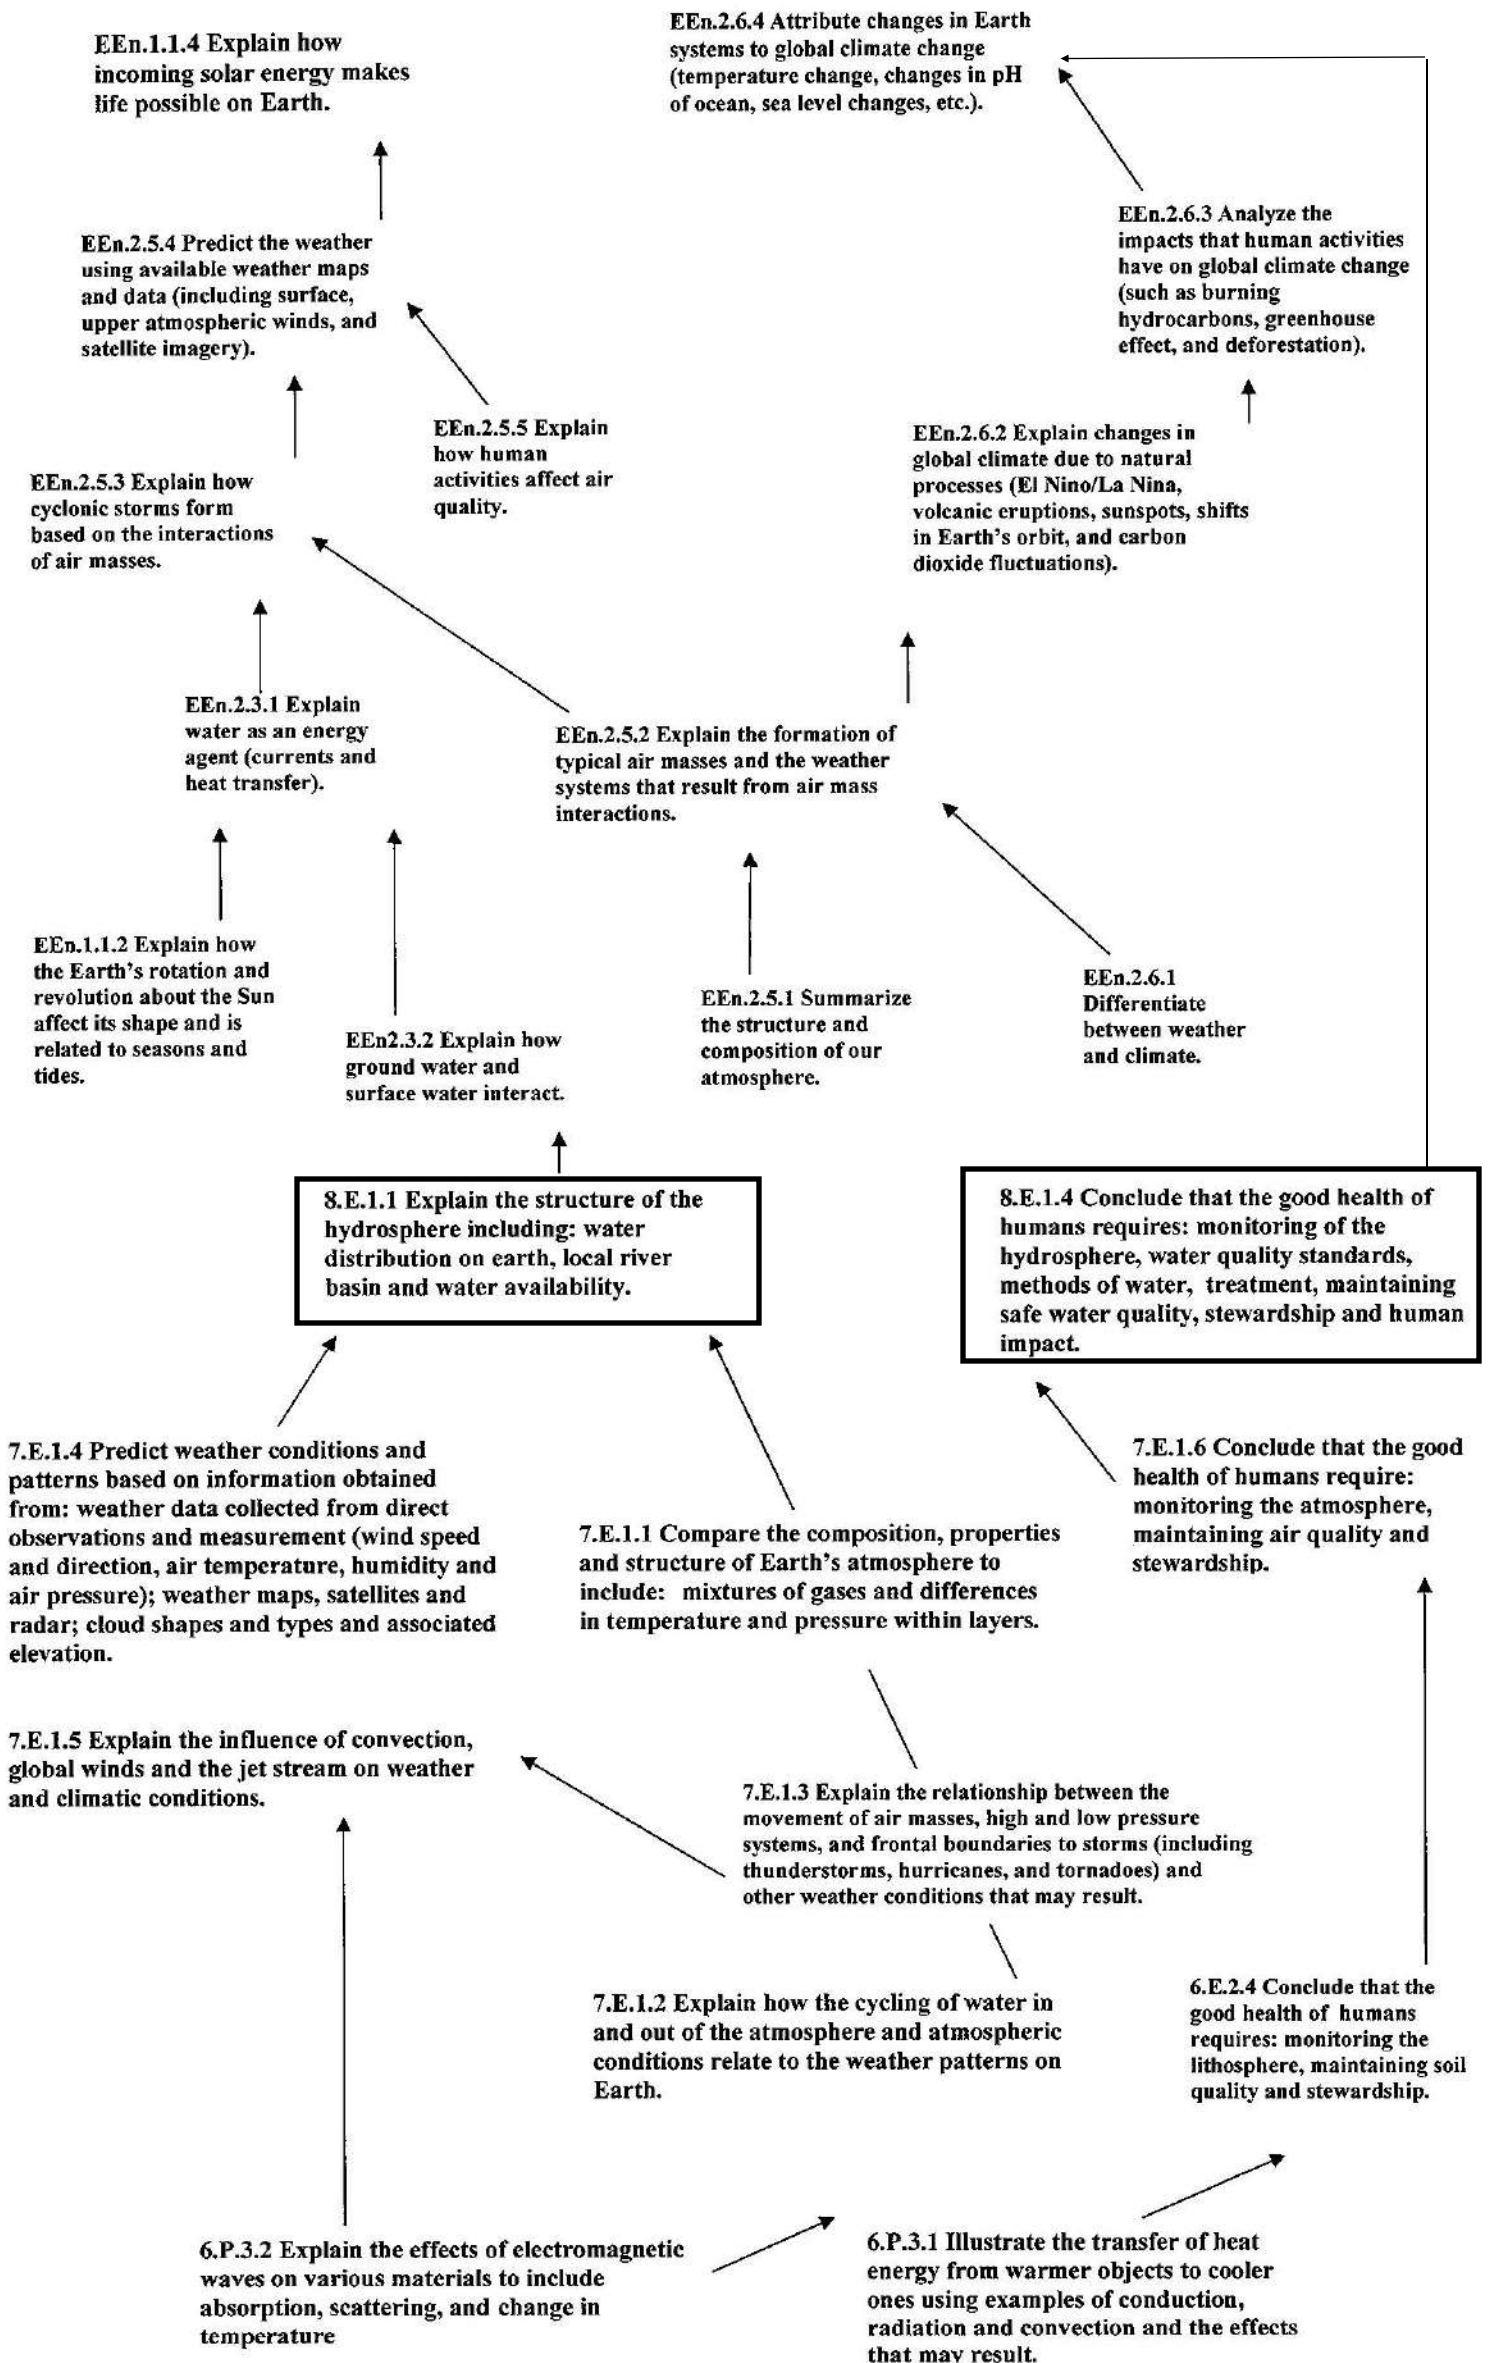 EEn.1.1.4 Explain how
incoming solar energy makes
life possible on Earth.
EEn.2.6.4 Attribute changes in Earth
systems to global climate change
(temperature change, changes in pH
of ocean, sea level changes, etc.).
EEn.2.5.4 Predict the weather
using available weather maps
and data (including surface,
upper atmospheric winds, and
satellite imagery).
EEn.2.6.3 Analyze the
impacts that human activities
have on global climate change
(such as burning
hydrocarbons, greenhouse
effect, and deforestation).
EEn.2.5.5 Explain
how human
activities affect air
quality.
EEn.2.6.2 Explain changes in
global climate due to natural
processes (El Nino/La Nina,
volcanic eruptions, sunspots, shifts
in Earth's orbit, and carbon
dioxide fluctuations).
EEn.2.5.3 Explain how
cyclonic storms form
based on the interactions
of air masses.
EEn.2.3.1 Explain
water as an energy
agent (currents and
heat transfer).
EEn.2.5.2 Explain the formation of
typical air masses and the weather
systems that result from air mass
interactions.
EEn.1.1.2 Explain how
the Earth's rotation and
revolution about the Sun
affect its shape and is
related to seasons and
tides.
EEn2.3.2 Explain how
ground water and
surface water interact.
EEn.2.5.1 Summarize
the structure and
composition of our
atmosphere.
EEn.2.6.1
Differentiate
between weather
and climate.
8.E.1.1 Explain the structure of the
hydrosphere including: water
distribution on earth, local river
basin and water availability.
8.E.1.4 Conclude that the good health of
humans requires: monitoring of the
hydrosphere, water quality standards,
methods of water, treatment, maintaining
safe water quality, stewardship and human
impact.
7.E.1.4 Predict weather conditions and
patterns based on information obtained
from: weather data collected from direct
observations and measurement (wind speed
and direction, air temperature, humidity and
air pressure); weather maps, satellites and
radar; cloud shapes and types and associated
elevation.
7.E.1.1 Compare the composition, properties
and structure of Earth's atmosphere to
include: mixtures of gases and differences
in temperature and pressure within layers.
7.E.1.6 Conclude that the good
health of humans require:
monitoring the atmosphere,
maintaining air quality and
stewardship.
7.E.1.5 Explain the influence of convection,
global winds and the jet stream on weather
and climatic conditions.
7.E.1.3 Explain the relationship between the
movement of air masses, high and low pressure
systems, and frontal boundaries to storms (including
thunderstorms, hurricanes, and tornadoes) and
other weather conditions that may result.
7.E.1.2 Explain how the cycling of water in
and out of the atmosphere and atmospheric
conditions relate to the weather patterns on
Earth.
6.E.2.4 Conclude that the
good health of humans
requires: monitoring the
lithosphere, maintaining soil
quality and stewardship.
6.P.3.2 Explain the effects of electromagnetic
waves on various materials to include
absorption, scattering, and change in
temperature
6.P.3.1 Illustrate the transfer of heat
energy from warmer objects to cooler
ones using examples of conduction,
radiation and convection and the effects
that may result.